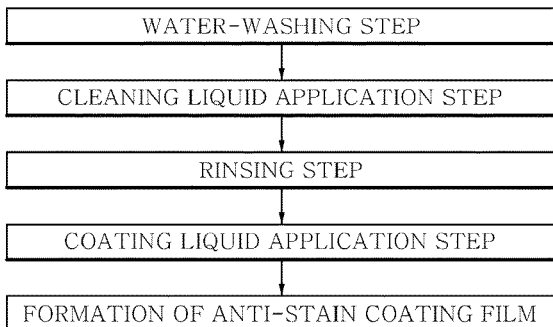 WATER-WASHING STEP
CLEANING LIQUID APPLICATION STEP
RINSING STEP
COATING LIQUID APPLICATION STEP
FORMATION OF ANTI-STAIN COATING FILM